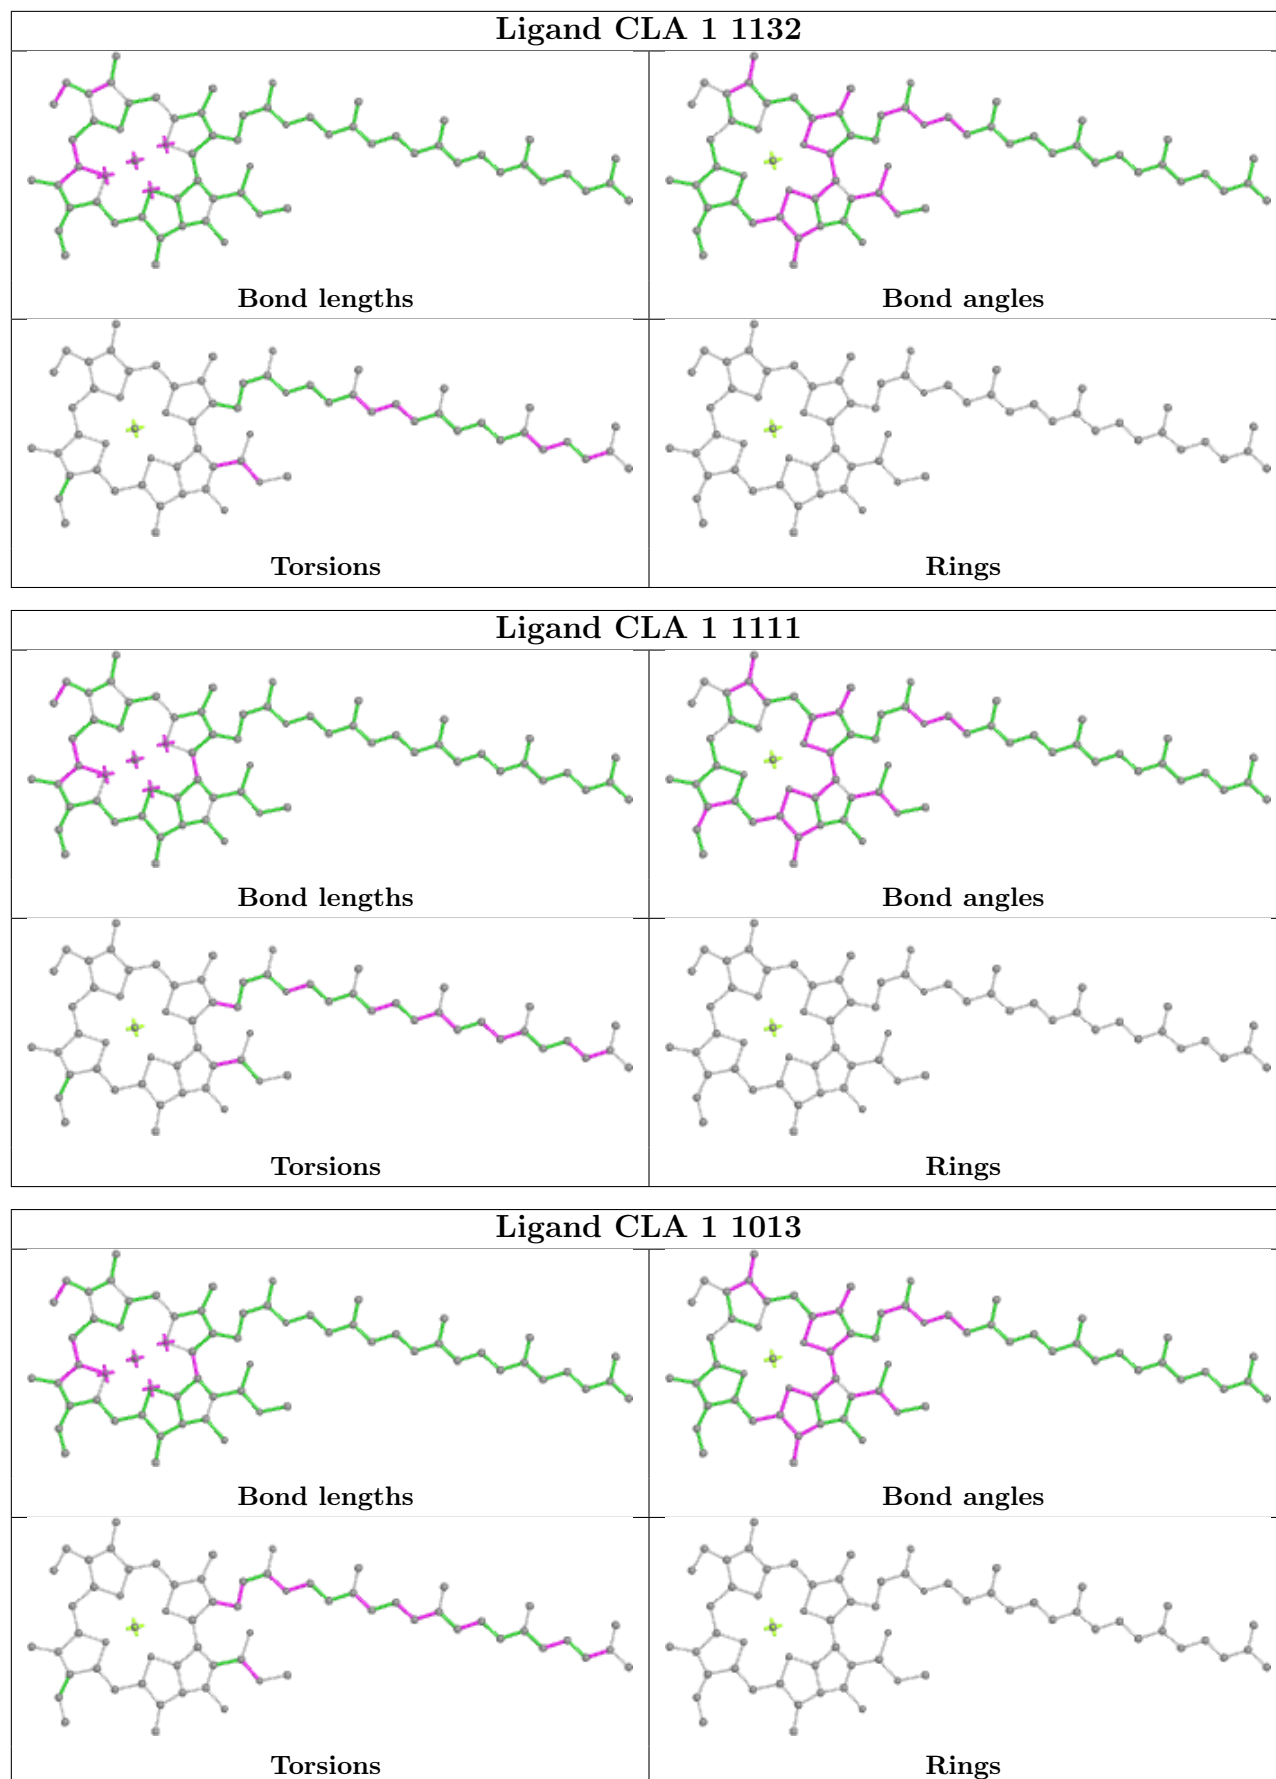 Ligand CLA 1 1132
Bond lengths
Bond angles
Torsions
Rings
Ligand CLA 1 1111
Bond lengths
Bond angles
Torsions
Rings
Ligand CLA 1 1013
Bond lengths
Bond angles
Torsions
Rings